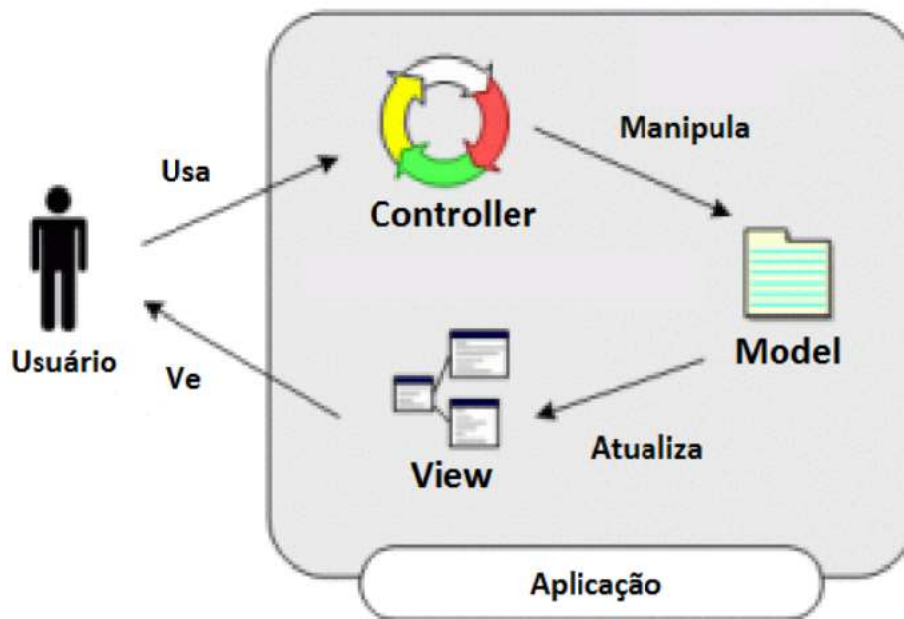 Usa
Controller
Manipula
Usuário
Model
Ve
View
Atualiza
Aplicação